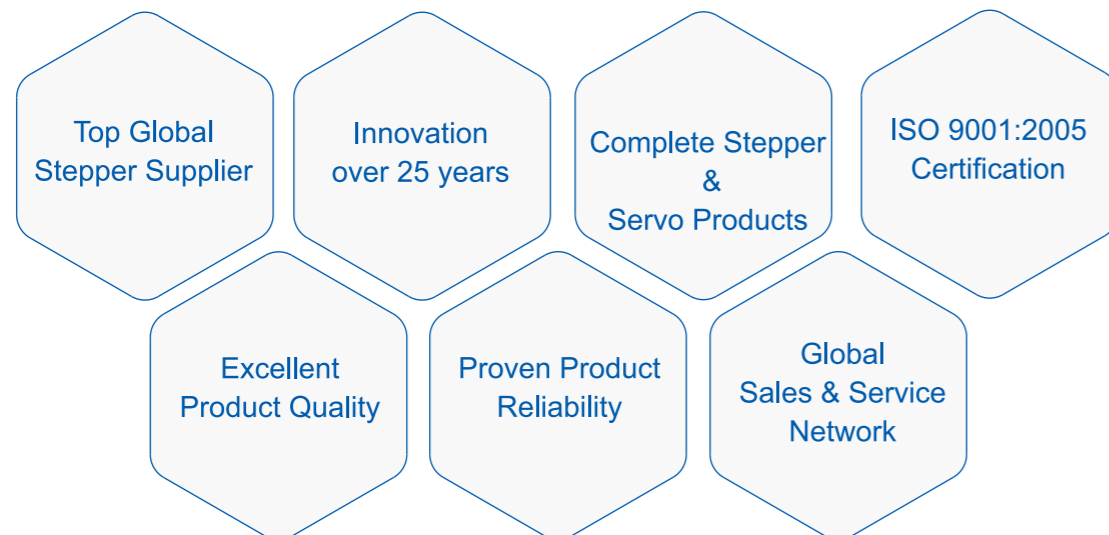 Top Global
Stepper Supplier
Innovation
over 25 years
Complete Stepper
&
Servo Products
ISO 9001:2005
Certification
Excellent
Product Quality
Proven Product
Reliability
Global
Sales & Service
Network